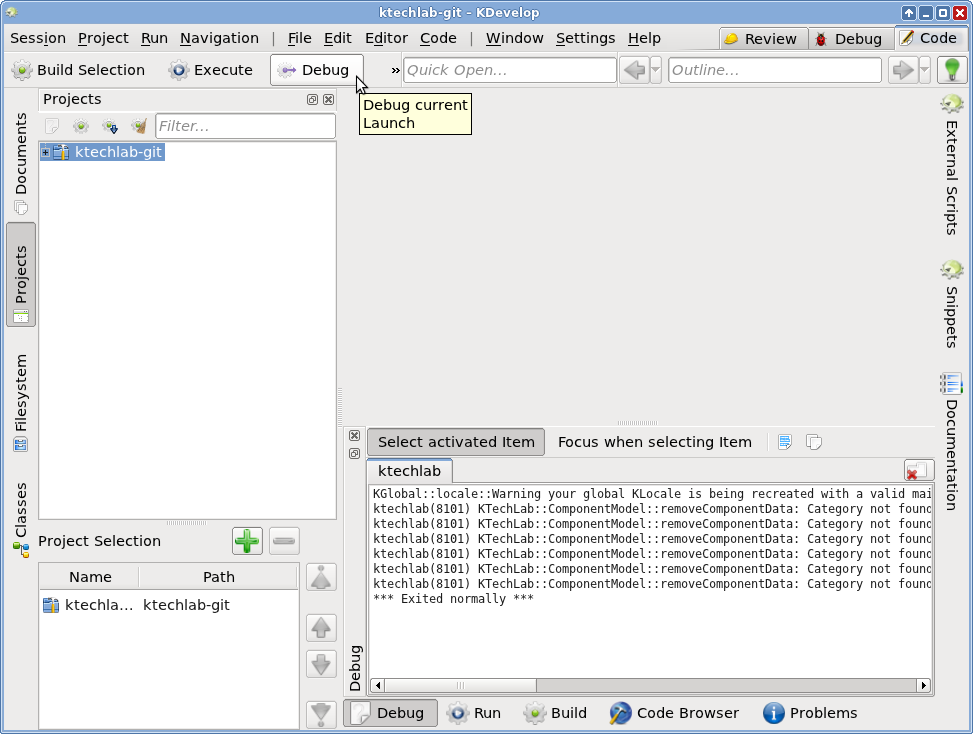 ktechlab-git – KDevelop
Session Project Run Navigation | File Edit Editor Code | Window Settings Help Review Debug Code
Build Selection Execute Debug » Quick Open... Outline...
Debug current
Launch
Projects
Filter...
ktechlab-git
Documents
Projects
Filesystem
Classes
External Scripts
Snippets
Documentation
Project Selection
Name Path
ktechla... ktechlab-git
Select activated Item Focus when selecting Item
ktechlab
KGlobal::locale::Warning your global KLocale is being recreated with a valid mai
ktechlab(8101) KTechLab::ComponentModel::removeComponentData: Category not found
ktechlab(8101) KTechLab::ComponentModel::removeComponentData: Category not found
ktechlab(8101) KTechLab::ComponentModel::removeComponentData: Category not found
ktechlab(8101) KTechLab::ComponentModel::removeComponentData: Category not found
ktechlab(8101) KTechLab::ComponentModel::removeComponentData: Category not found
ktechlab(8101) KTechLab::ComponentModel::removeComponentData: Category not found
*** Exited normally ***
Debug
Debug Run Build Code Browser Problems